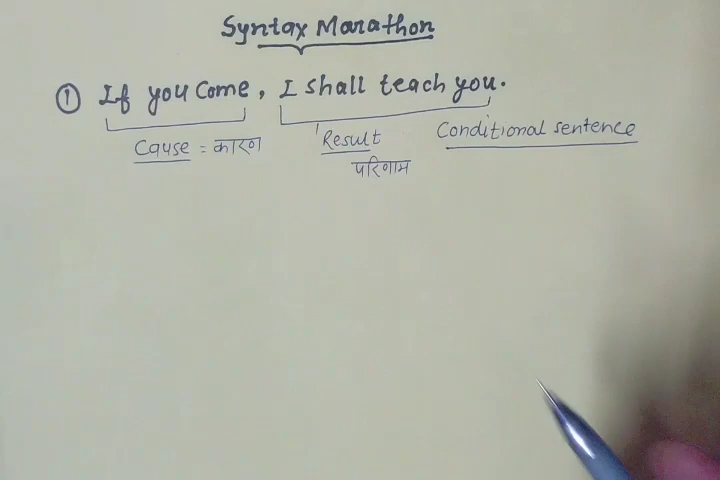 Syntax Marathon
① If you Come, I shall teach you.
Cause = कारण Result Conditional sentence
परिणाम